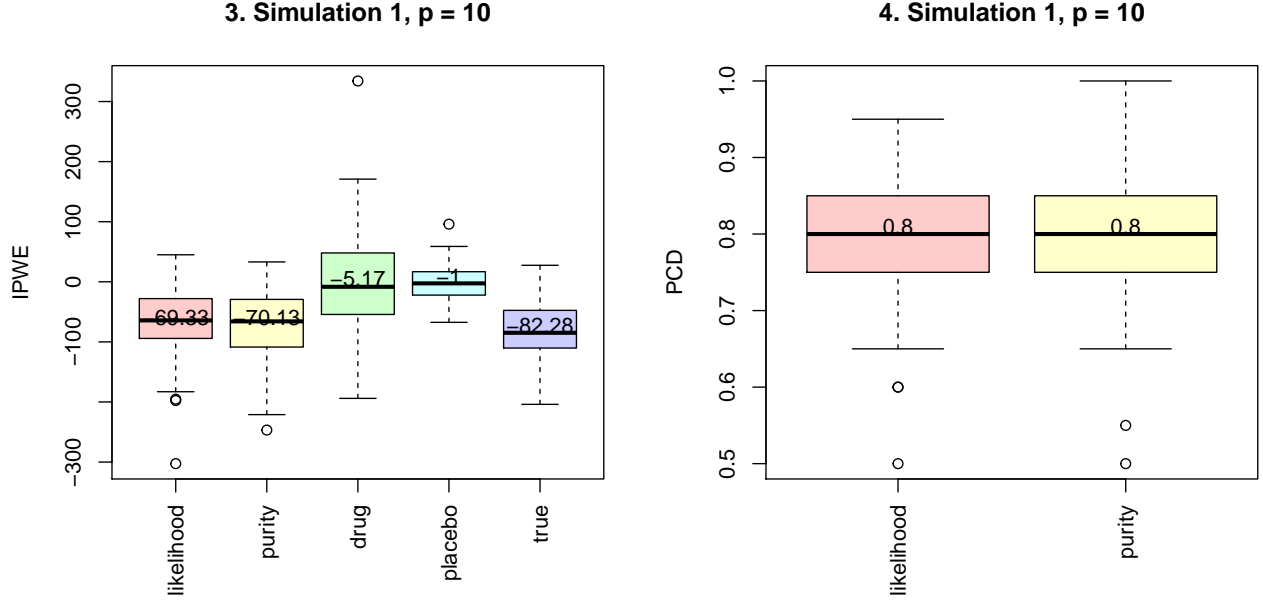 3. Simulation 1, p = 10
IPWE
300
200
100
0
−100
−300
−69.33
−70.13
−5.17
−1
−82.28
likelihood
purity
drug
placebo
true
4. Simulation 1, p = 10
PCD
1.0
0.9
0.8
0.7
0.6
0.5
0.8
0.8
likelihood
purity